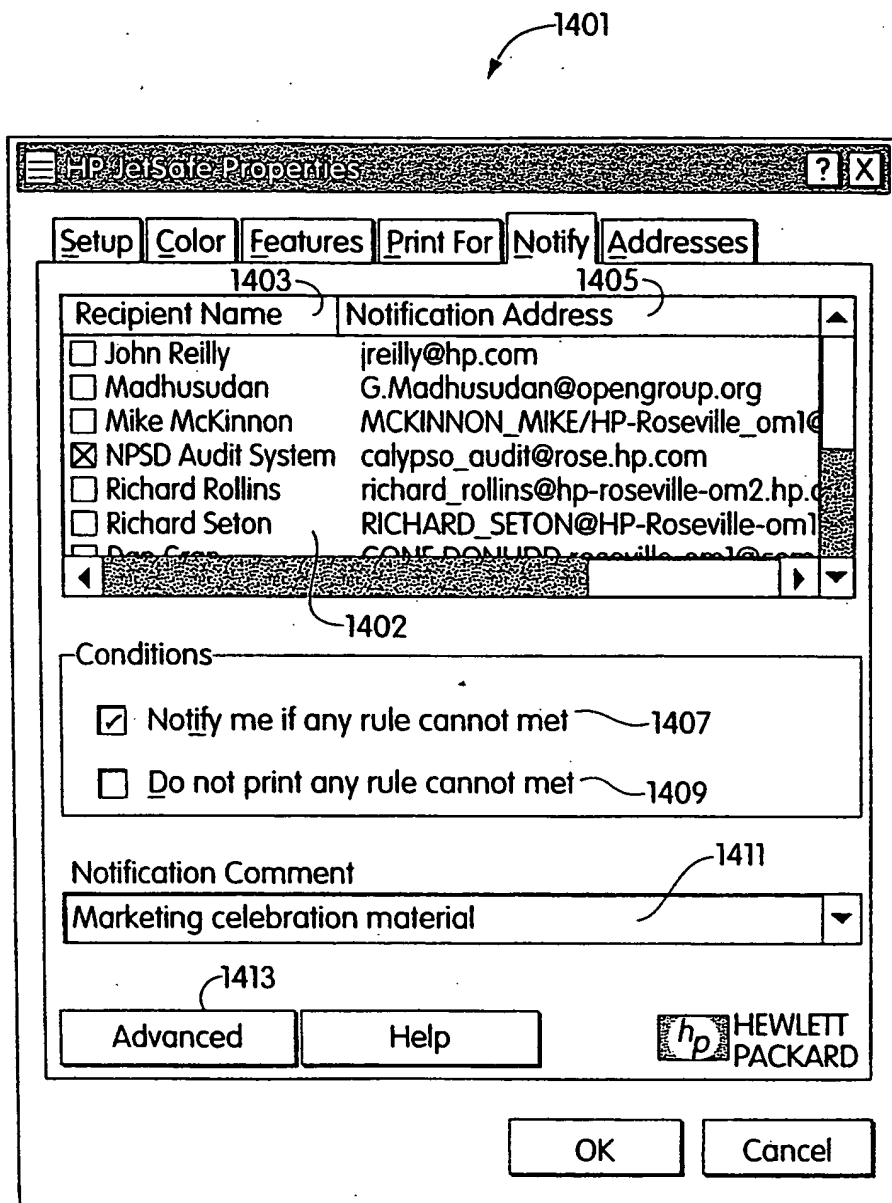 1401
HP JetSafe Properties ? X
Setup Color Features Print For Notify Addresses
1403 1405
Recipient Name Notification Address
John Reilly jreilly@hp.com
Madhusudan G.Madhusudan@opengroup.org
Mike McKinnon MCKINNON_MIKE/HP-Roseville_om1@
NPSD Audit System calypso_audit@rose.hp.com
Richard Rollins richard_rollins@hp-roseville-om2.hp.
Richard Seton RICHARD_SETON@HP-Roseville-om1
1402
Conditions
Notify me if any rule cannot met 1407
Do not print any rule cannot met 1409
1411
Notification Comment
Marketing celebration material
1413
Advanced Help hp HEWLETT
PACKARD
OK Cancel